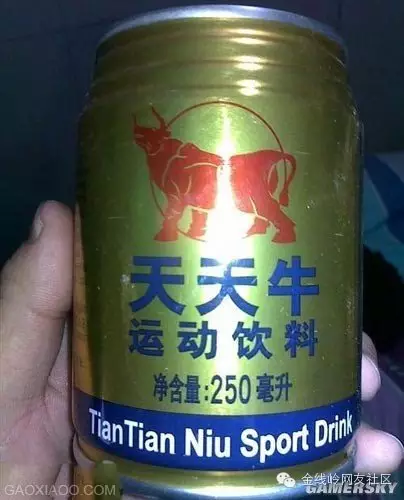 天天牛
运动饮料
净含量:250毫升
TianTian Niu Sport Drink
金线岭网友社区
GAOXIAOO.COM
GAMERSKY